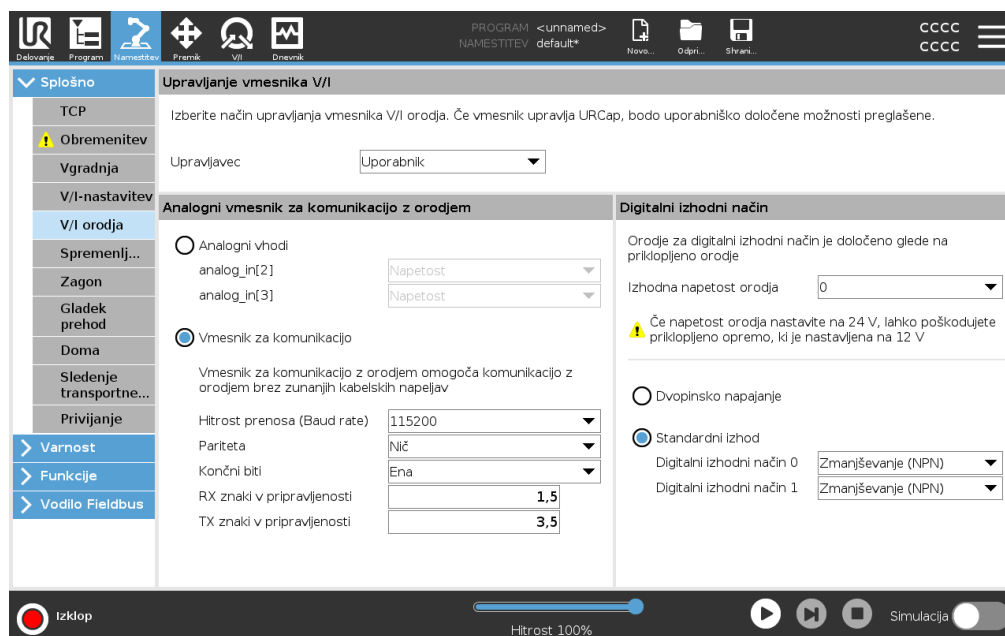 PROGRAM <unnamed>
NAMESTITEV default*
CCCC
CCCC
Delovanje Program Namestitev Premik V/I Dnevnik Novo... Odpri... Shrani...
Splošno
TCP
Obremenitev
Vgradnja
V/I-nastavitev
V/I orodja
Spremenlj...
Zagon
Gladek
prehod
Doma
Sledenje
transportne...
Privijanje
Varnost
Funkcije
Vodilo Fieldbus
Upravljanje vmesnika V/I
Izberite način upravljanja vmesnika V/I orodja. Če vmesnik upravlja URCap, bodo uporabniško določene možnosti preglašene.
Upravljavec Uporabnik
Analogni vmesnik za komunikacijo z orodjem
Analogni vhodi
analog_in[2] Napetost
analog_in[3] Napetost
Vmesnik za komunikacijo
Vmesnik za komunikacijo z orodjem omogoča komunikacijo z
orodjem brez zunanjih kabelskih napeljav
Hitrost prenosa (Baud rate) 115200
Pariteta Nič
Končni biti Ena
RX znaki v pripravljenosti 1,5
TX znaki v pripravljenosti 3,5
Digitalni izhodni način
Orodje za digitalni izhodni način je določeno glede na
priklopljeno orodje
Izhodna napetost orodja 0
Če napetost orodja nastavite na 24 V, lahko poškodujete
priklopljeno opremo, ki je nastavljena na 12 V
Dvopinsko napajanje
Standardni izhod
Digitalni izhodni način 0 Zmanjševanje (NPN)
Digitalni izhodni način 1 Zmanjševanje (NPN)
Izklop
Hitrost 100%
Simulacija